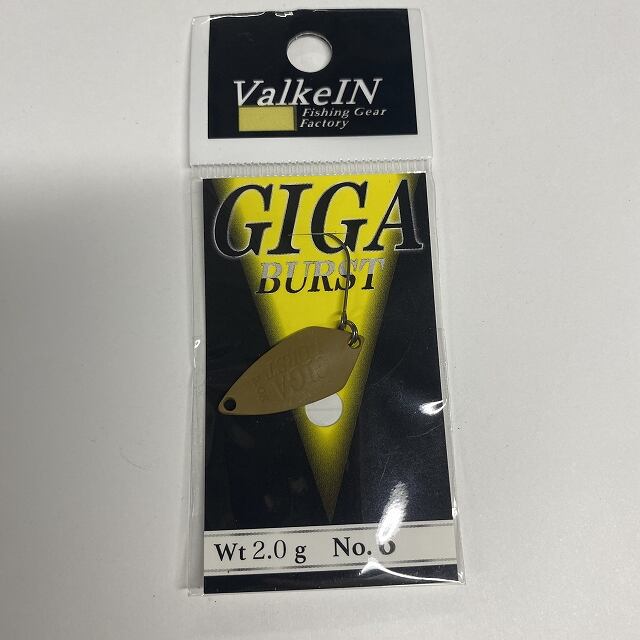 ValkeIN
Fishing Gear
Factory
GIGA
BURST
Wt 2.0 g No. 6